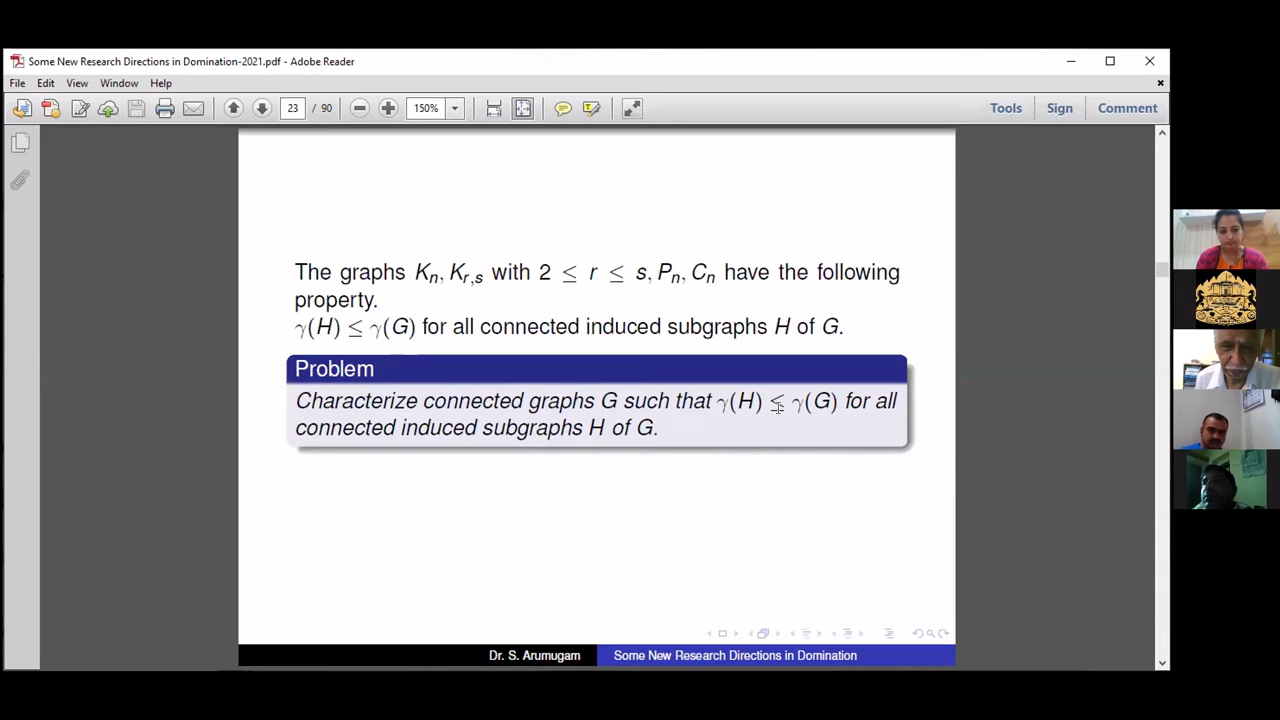 Some New Research Directions in Domination-2021.pdf - Adobe Reader
File Edit View Window Help
23 / 90 150% Tools Sign Comment
The graphs Kₙ, Kᵣ,ₛ with 2 ≤ r ≤ s, Pₙ, Cₙ have the following
property.
γ(H) ≤ γ(G) for all connected induced subgraphs H of G.
Problem
Characterize connected graphs G such that γ(H) ≤ γ(G) for all
connected induced subgraphs H of G.
Dr. S. Arumugam Some New Research Directions in Domination